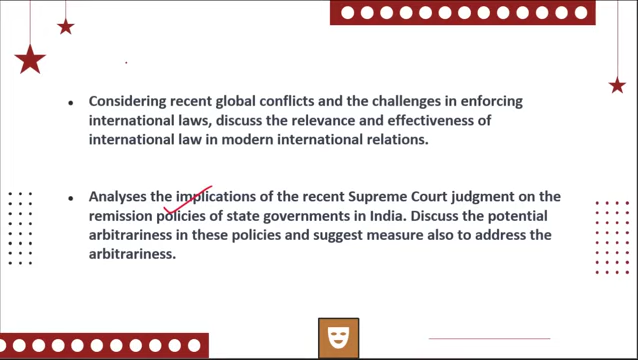 • Considering recent global conflicts and the challenges in enforcing
international laws, discuss the relevance and effectiveness of
international law in modern international relations.
• Analyses the implications of the recent Supreme Court judgment on the
remission policies of state governments in India. Discuss the potential
arbitrariness in these policies and suggest measure also to address the
arbitrariness.